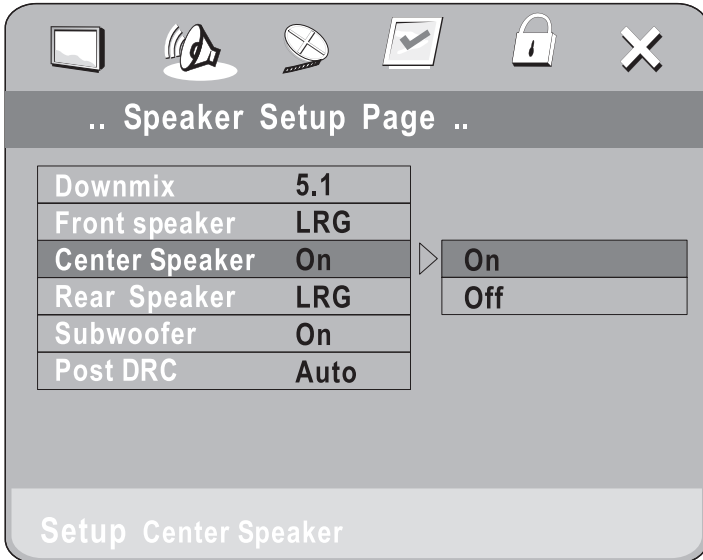 .. Speaker Setup Page ..
Downmix 5.1
Front speaker LRG
Center Speaker On On
Rear Speaker LRG Off
Subwoofer On
Post DRC Auto
Setup Center Speaker